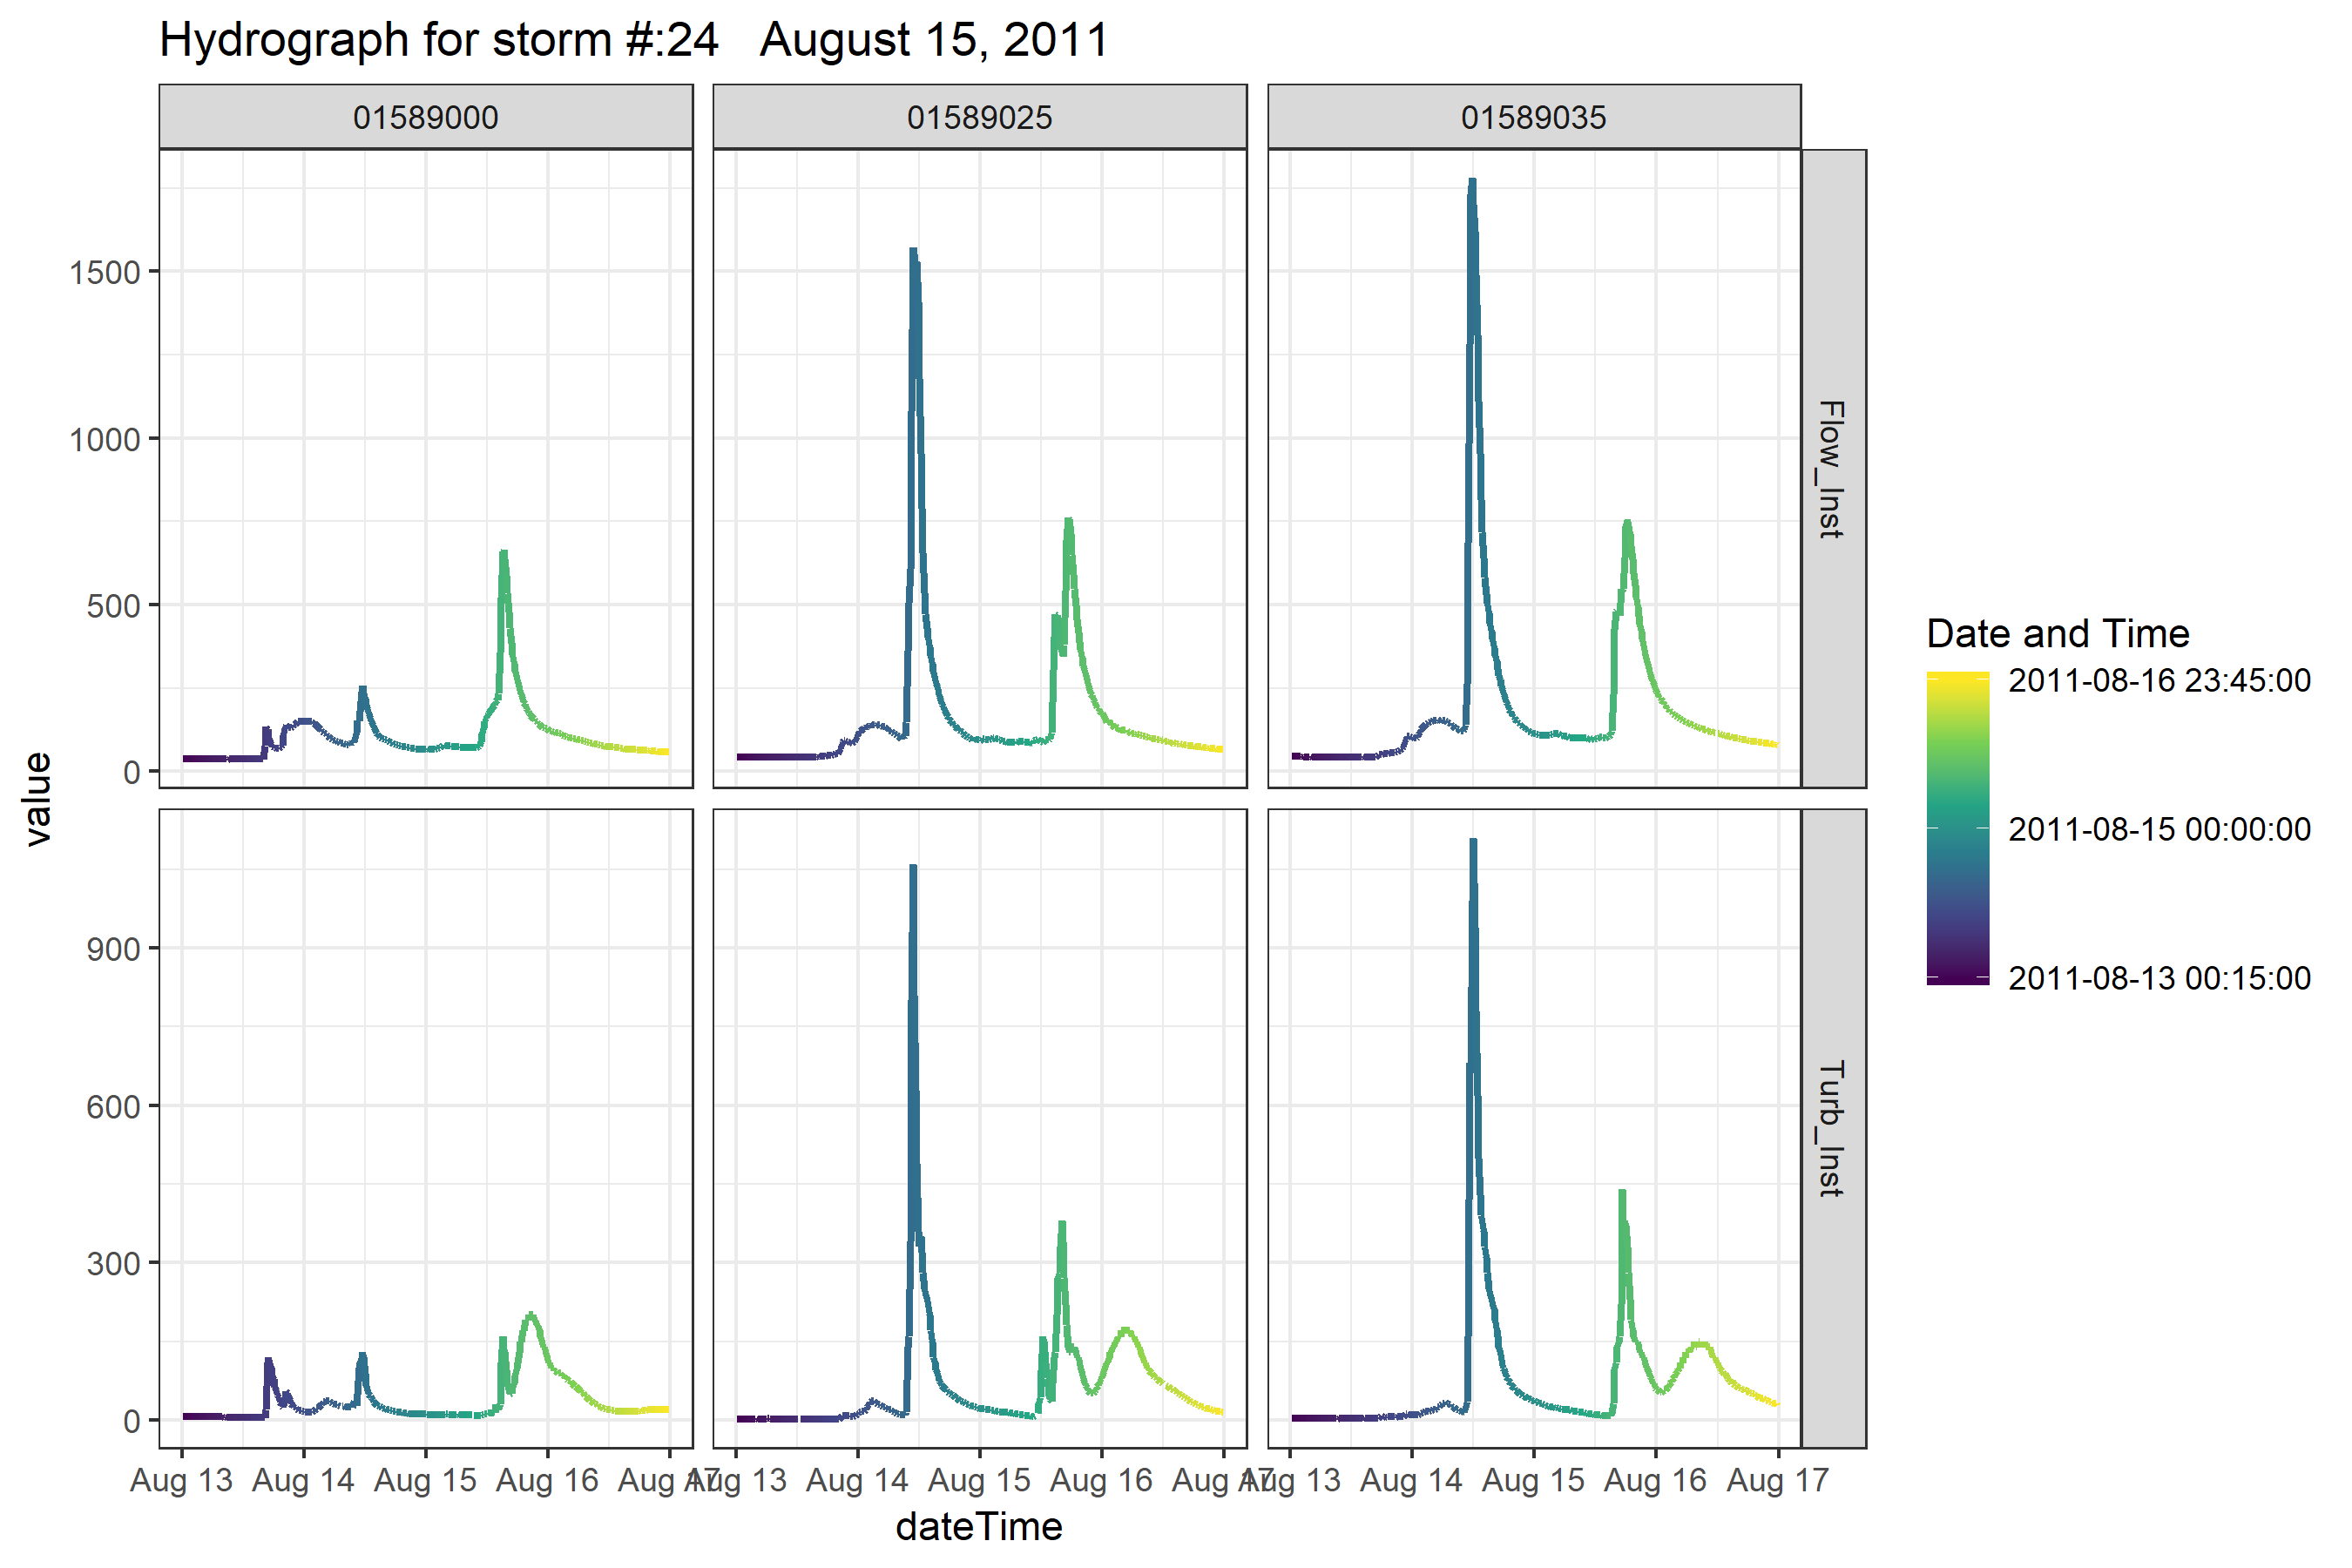 Hydrograph for storm #:24   August 15, 2011
01589000
01589025
01589035
1500
1000
500
0
Flow_Inst
900
600
300
0
Turb_Inst
value
Aug 13
Aug 14
Aug 15
Aug 16
Aug 17
Aug 13
Aug 14
Aug 15
Aug 16
Aug 17
Aug 13
Aug 14
Aug 15
Aug 16
Aug 17
dateTime
Date and Time
2011-08-16 23:45:00
2011-08-15 00:00:00
2011-08-13 00:15:00